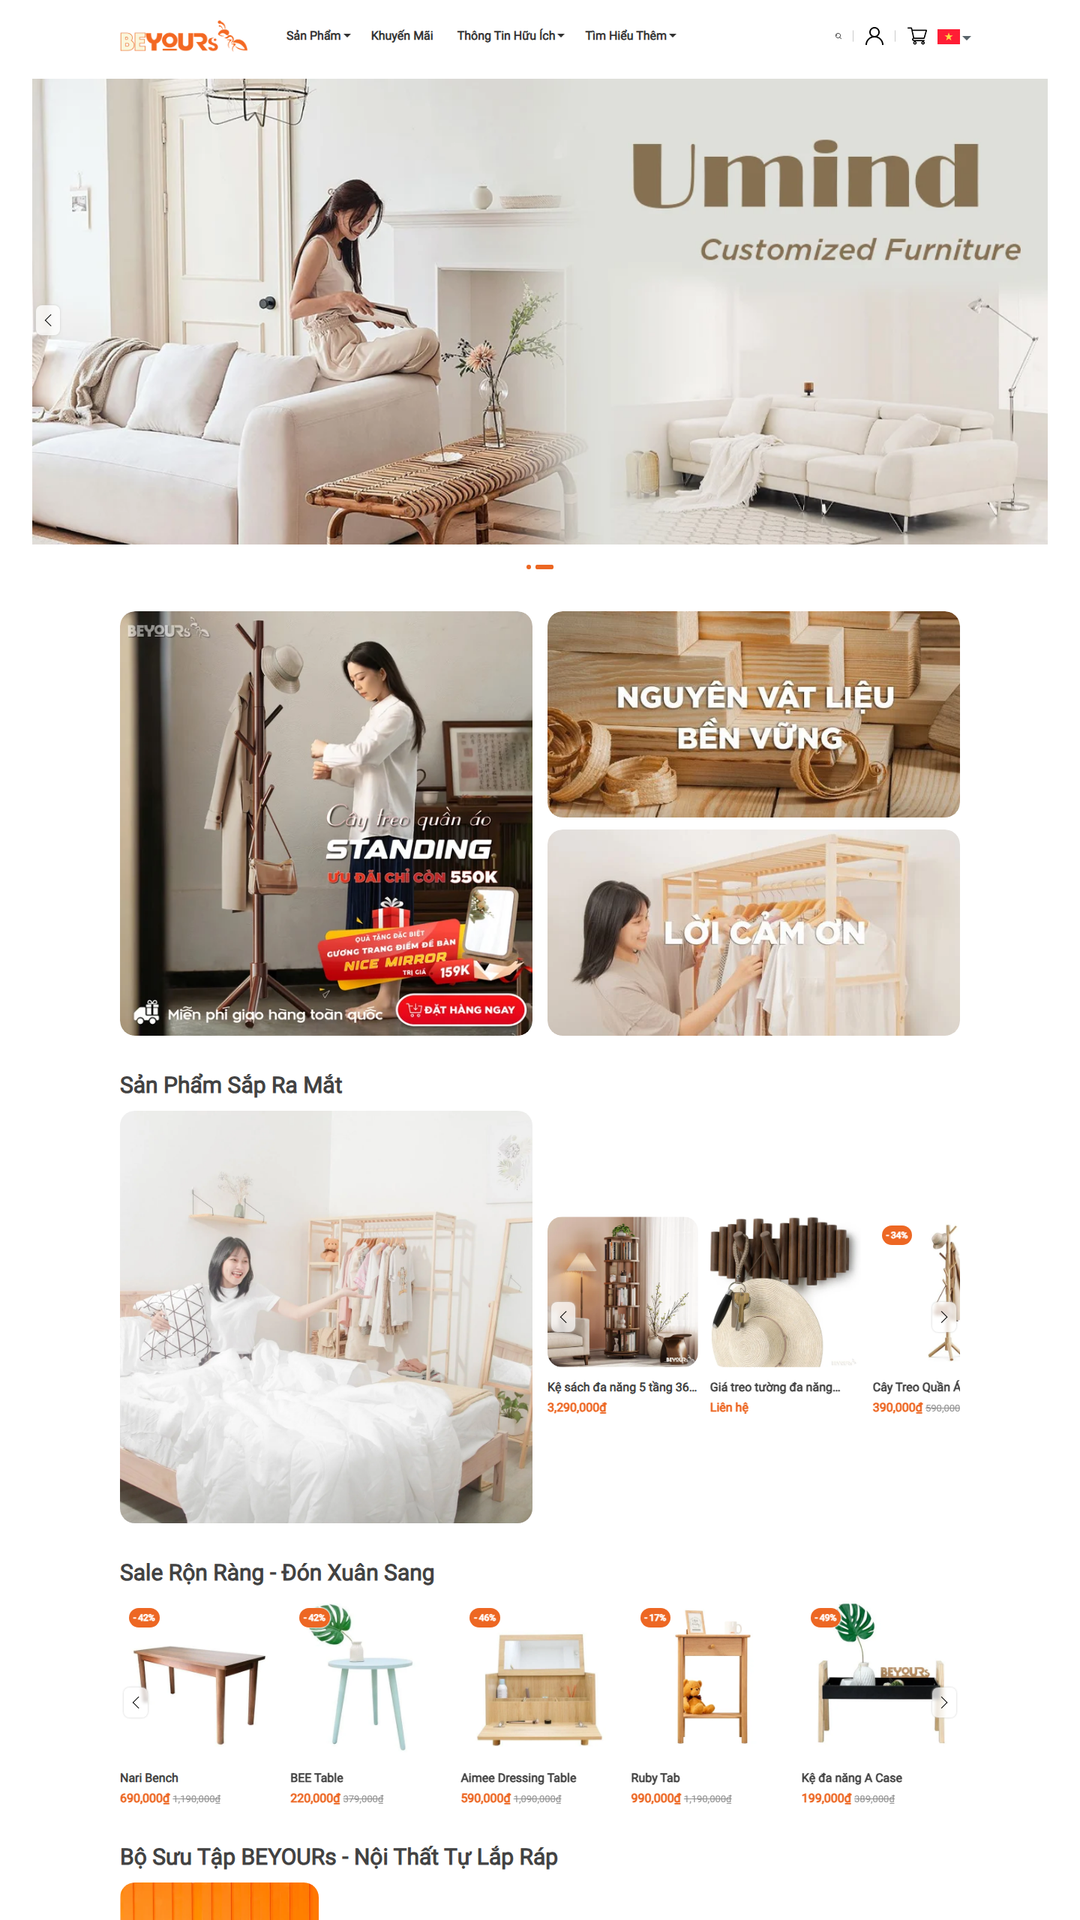 BEYOURs
Sản Phẩm
Khuyến Mãi
Thông Tin Hữu Ích
Tìm Hiểu Thêm
Umind
Customized Furniture
BEYOURs
Cây treo quần áo
STANDING
ƯU ĐÃI CHỈ CÒN 550K
QUÀ TẶNG ĐẶC BIỆT
GƯƠNG TRANG ĐIỂM ĐỂ BÀN
NICE MIRROR
TRỊ GIÁ 159K
Miễn phí giao hàng toàn quốc
ĐẶT HÀNG NGAY
NGUYÊN VẬT LIỆU
BỀN VỮNG
LỜI CẢM ƠN
Sản Phẩm Sắp Ra Mắt
-34%
BEYOURs
Kệ sách đa năng 5 tầng 36...
3,290,000₫
Giá treo tường đa năng...
Liên hệ
Cây Treo Quần Á
390,000₫ 590,000
Sale Rộn Ràng - Đón Xuân Sang
-42%
-42%
-46%
-17%
-49%
BEYOURs
Nari Bench
690,000₫ 1,190,000₫
BEE Table
220,000₫ 379,000₫
Aimee Dressing Table
590,000₫ 1,090,000₫
Ruby Tab
990,000₫ 1,190,000₫
Kệ đa năng A Case
199,000₫ 389,000₫
Bộ Sưu Tập BEYOURs - Nội Thất Tự Lắp Ráp